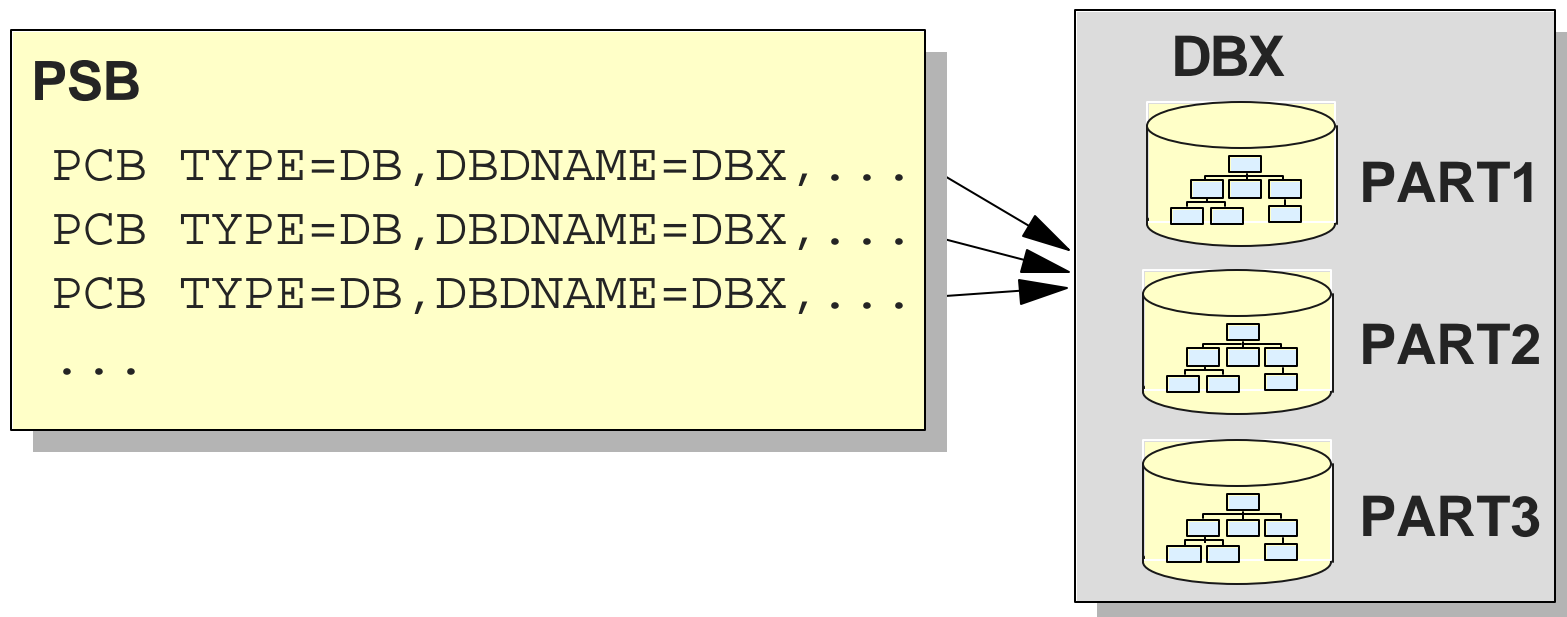 PSB
PCB TYPE=DB,DBDNAME=DBX,...
PCB TYPE=DB,DBDNAME=DBX,...
PCB TYPE=DB,DBDNAME=DBX,...
...
DBX
PART1
PART2
PART3